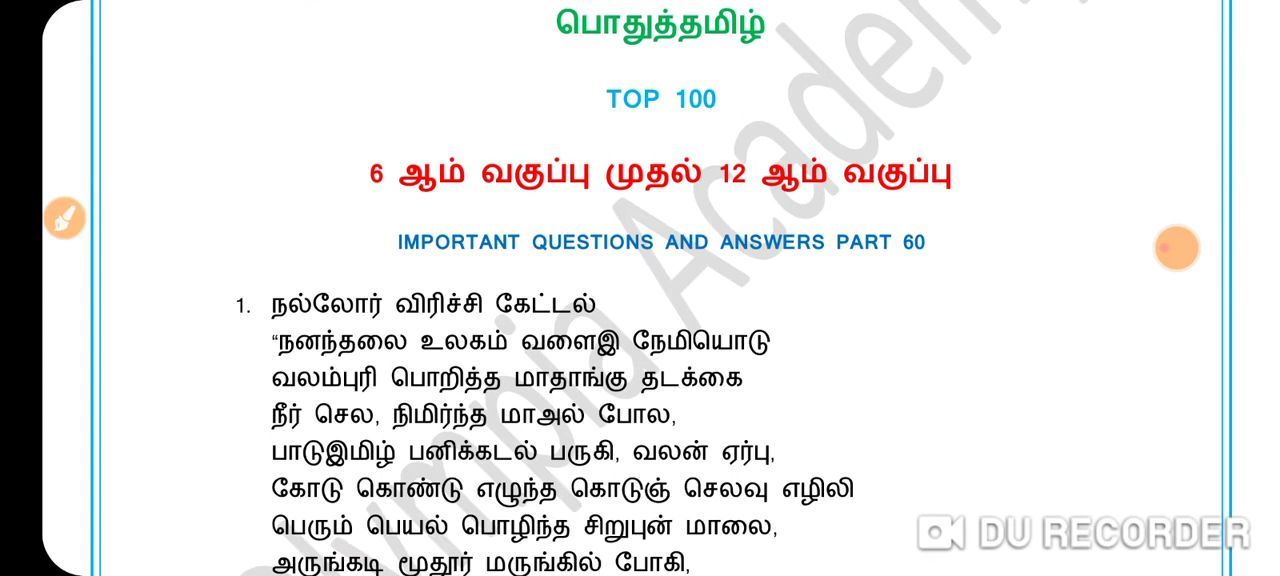 பொதுத்தமிழ்
TOP 100
6 ஆம் வகுப்பு முதல் 12 ஆம் வகுப்பு
IMPORTANT QUESTIONS AND ANSWERS PART 60
1. நல்லோர் விரிச்சி கேட்டல்
“நனந்தலை உலகம் வளைஇ நேமியொடு
வலம்புரி பொறித்த மாதாங்கு தடக்கை
நீர் செல, நிமிர்ந்த மாஅல் போல,
பாடுஇமிழ் பனிக்கடல் பருகி, வலன் ஏர்பு,
கோடு கொண்டு எழுந்த கொடுஞ் செலவு எழிலி
பெரும் பெயல் பொழிந்த சிறுபுன் மாலை,
அருங்கடி மூதூர் மருங்கில் போகி,
DU RECORDER